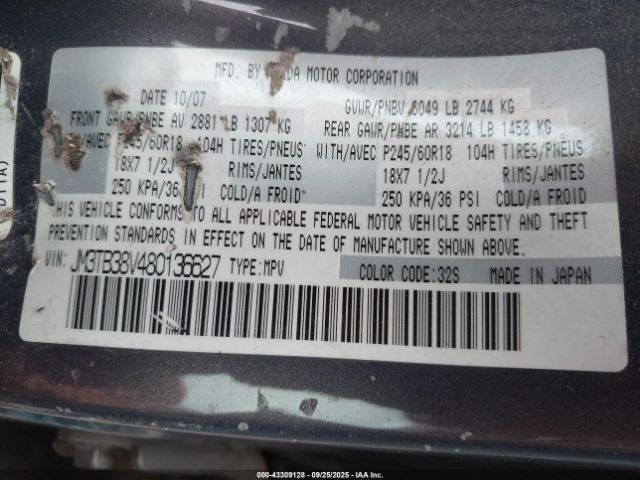 MFD. BY MOTOR CORPORATION
DATE 10/07 GVWR/PNBV 6049 LB 2744 KG
FRONT GAWR/PNBE AV 2881 LB 1307 KG REAR GAWR/PNBE AR 3214 LB 1458 KG
P245/60R18 104H TIRES/PNEUS WITH/AVEC P245/60R18 104H TIRES/PNEUS
18X7 1/2J RIMS/JANTES 18X7 1/2J RIMS/JANTES
250 KPA/36 PSI COLD/A FROID 250 KPA/36 PSI COLD/A FROID
THIS VEHICLE CONFORMS TO ALL APPLICABLE FEDERAL MOTOR VEHICLE SAFETY AND THEFT
PREVENTION STANDARDS IN EFFECT ON THE DATE OF MANUFACTURE SHOWN ABOVE.
VIN: JM3TB38V480136627 TYPE:MPV COLOR CODE:32S MADE IN JAPAN
000-43309128 - 09/25/2025 - IAA Inc.